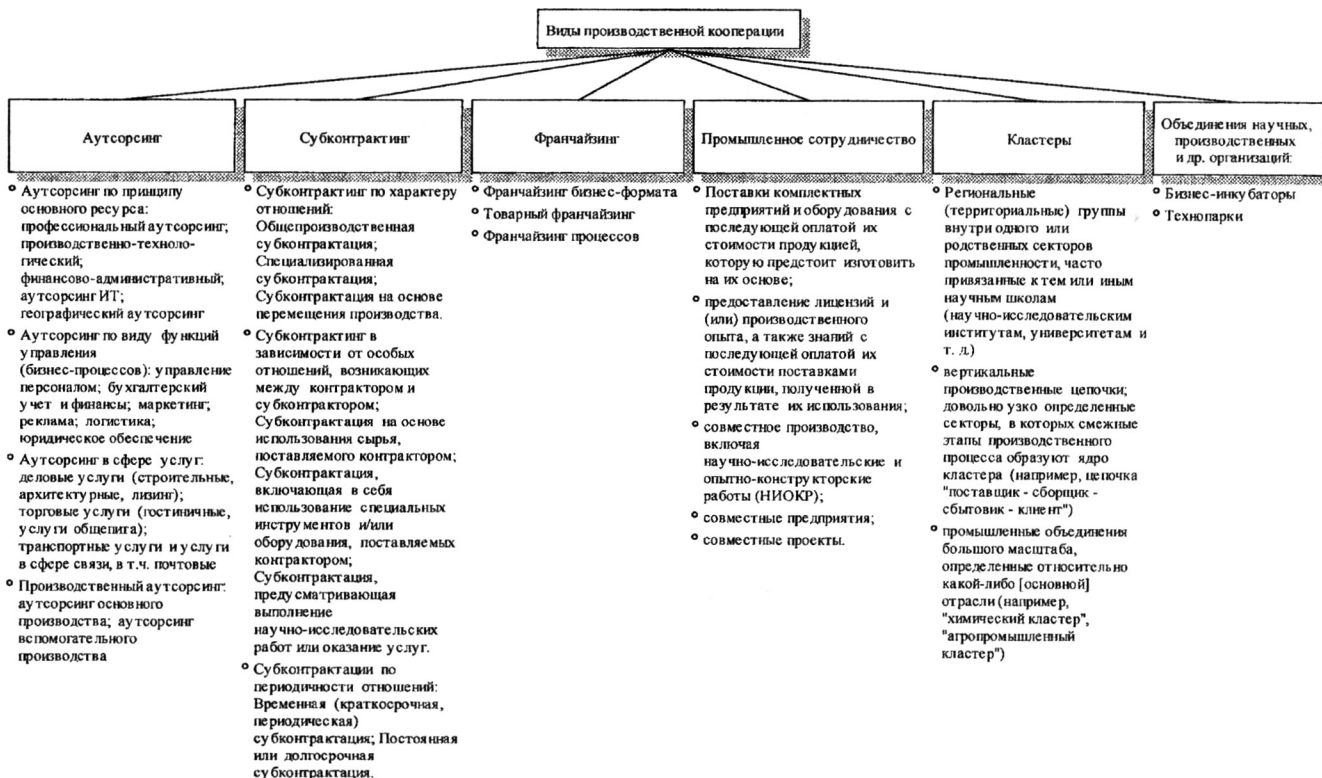 Виды производственной кооперации
Аутсорсинг
Аутсорсинг по принципу
основного ресурса:
профессиональный аутсорсинг;
производственно-техноло-
гический;
финансово-административный;
аутсорсинг ИТ;
географический аутсорсинг
Аутсорсинг по виду функций
управления
(бизнес-процессов): управление
персоналом; бухгалтерский
учет и финансы; маркетинг;
реклама; логистика;
юридическое обеспечение
Аутсорсинг в сфере услуг:
деловые услуги (строительные,
архитектурные, лизинг);
торговые услуги (гостиничные,
услуги общепита);
транспортные услуги и услуги
в сфере связи, в т.ч. почтовые
Производственный аутсорсинг:
аутсорсинг основного
производства; аутсорсинг
вспомогательного
производства
Субконтрактинг
Субконтрактинг по характеру
отношений:
Общепроизводственная
субконтрактация;
Специализированная
субконтрактация;
Субконтрактация на основе
перемещения производства.
Субконтрактинг в
зависимости от особых
отношений, возникающих
между контрактором и
субконтрактором;
Субконтрактация на основе
использования сырья,
поставляемого контрактором;
Субконтрактация,
включающая в себя
использование специальных
инструментов и/или
оборудования, поставляемых
контрактором;
Субконтрактация,
предусматривающая
выполнение
научно-исследовательских
работ или оказание услуг.
Субконтрактации по
периодичности отношений:
Временная (краткосрочная,
периодическая)
субконтрактация; Постоянная
или долгосрочная
субконтрактация.
Франчайзинг
Франчайзинг бизнес-формата
Товарный франчайзинг
Франчайзинг процессов
Промышленное сотрудничество
Поставки комплектных
предприятий и оборудования с
последующей оплатой их
стоимости продукцией,
которую предстоит изготовить
на их основе;
предоставление лицензий и
(или) производственного
опыта, а также знаний с
последующей оплатой их
стоимости поставками
продукции, полученной в
результате их использования;
совместное производство,
включая
научно-исследовательские и
опытно-конструкторские
работы (НИОКР);
совместные предприятия;
совместные проекты.
Кластеры
Региональные
(территориальные) группы
внутри одного или
родственных секторов
промышленности, часто
привязанные к тем или иным
научным школам
(научно-исследовательским
институтам, университетам и
т. д.)
вертикальные
производственные цепочки;
довольно узко определенные
секторы, в которых смежные
этапы производственного
процесса образуют ядро
кластера (например, цепочка
"поставщик - сборщик -
сбытовик - клиент")
промышленные объединения
большого масштаба,
определенные относительно
какой-либо [основной]
отрасли (например,
"химический кластер",
"агропромышленный
кластер")
Объединения научных,
производственных
и др. организаций:
Бизнес-инкубаторы
Технопарки